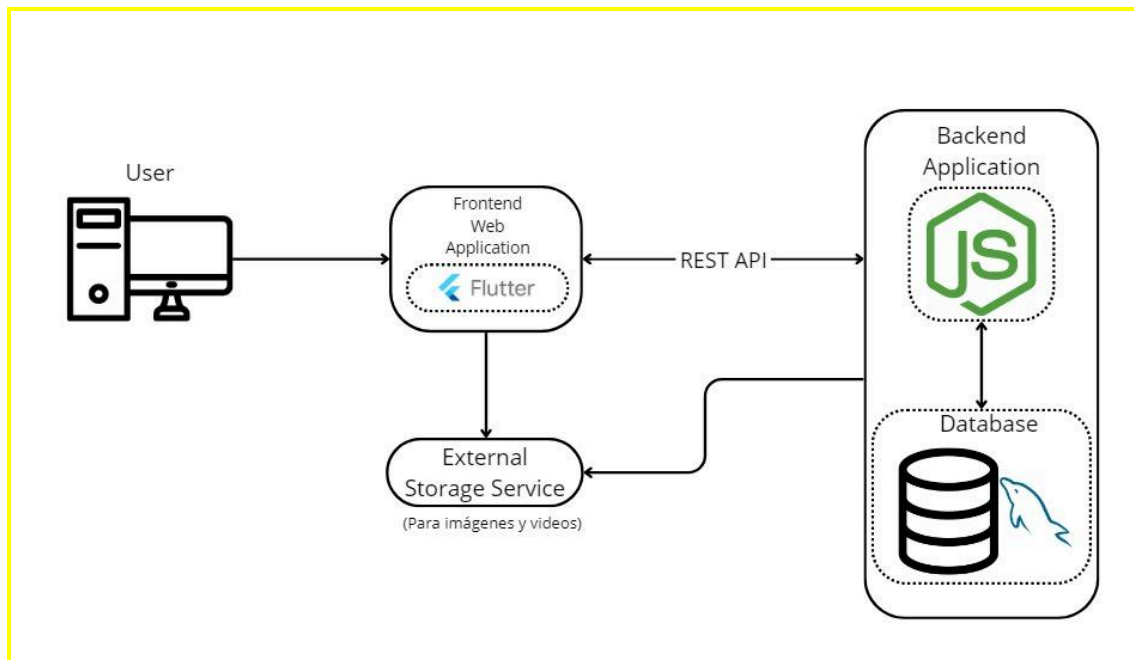 User
Frontend
Web
Application
Flutter
REST API
Backend
Application
JS
Database
External
Storage Service
(Para imágenes y videos)